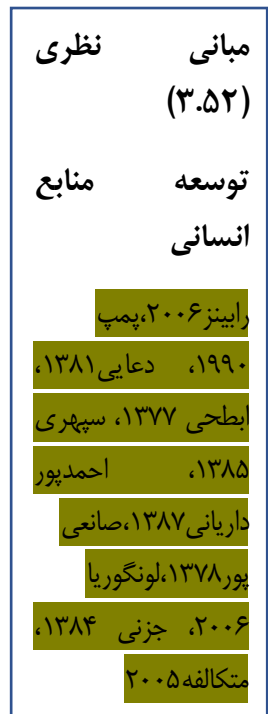 مبانی نظری
(۳.۵۲)
توسعه منابع
انسانی
رابینز۲۰۰۶،پمپ
۱۹۹۰، دعایی۱۳۸۱،
ابطحی ۱۳۷۷، سپهری
۱۳۸۵، احمدپور
داریانی۱۳۸۷،صانعی
پور۱۳۷۸،لونگوریا
۲۰۰۶، جزنی ۱۳۸۴،
متکالفه۲۰۰۵